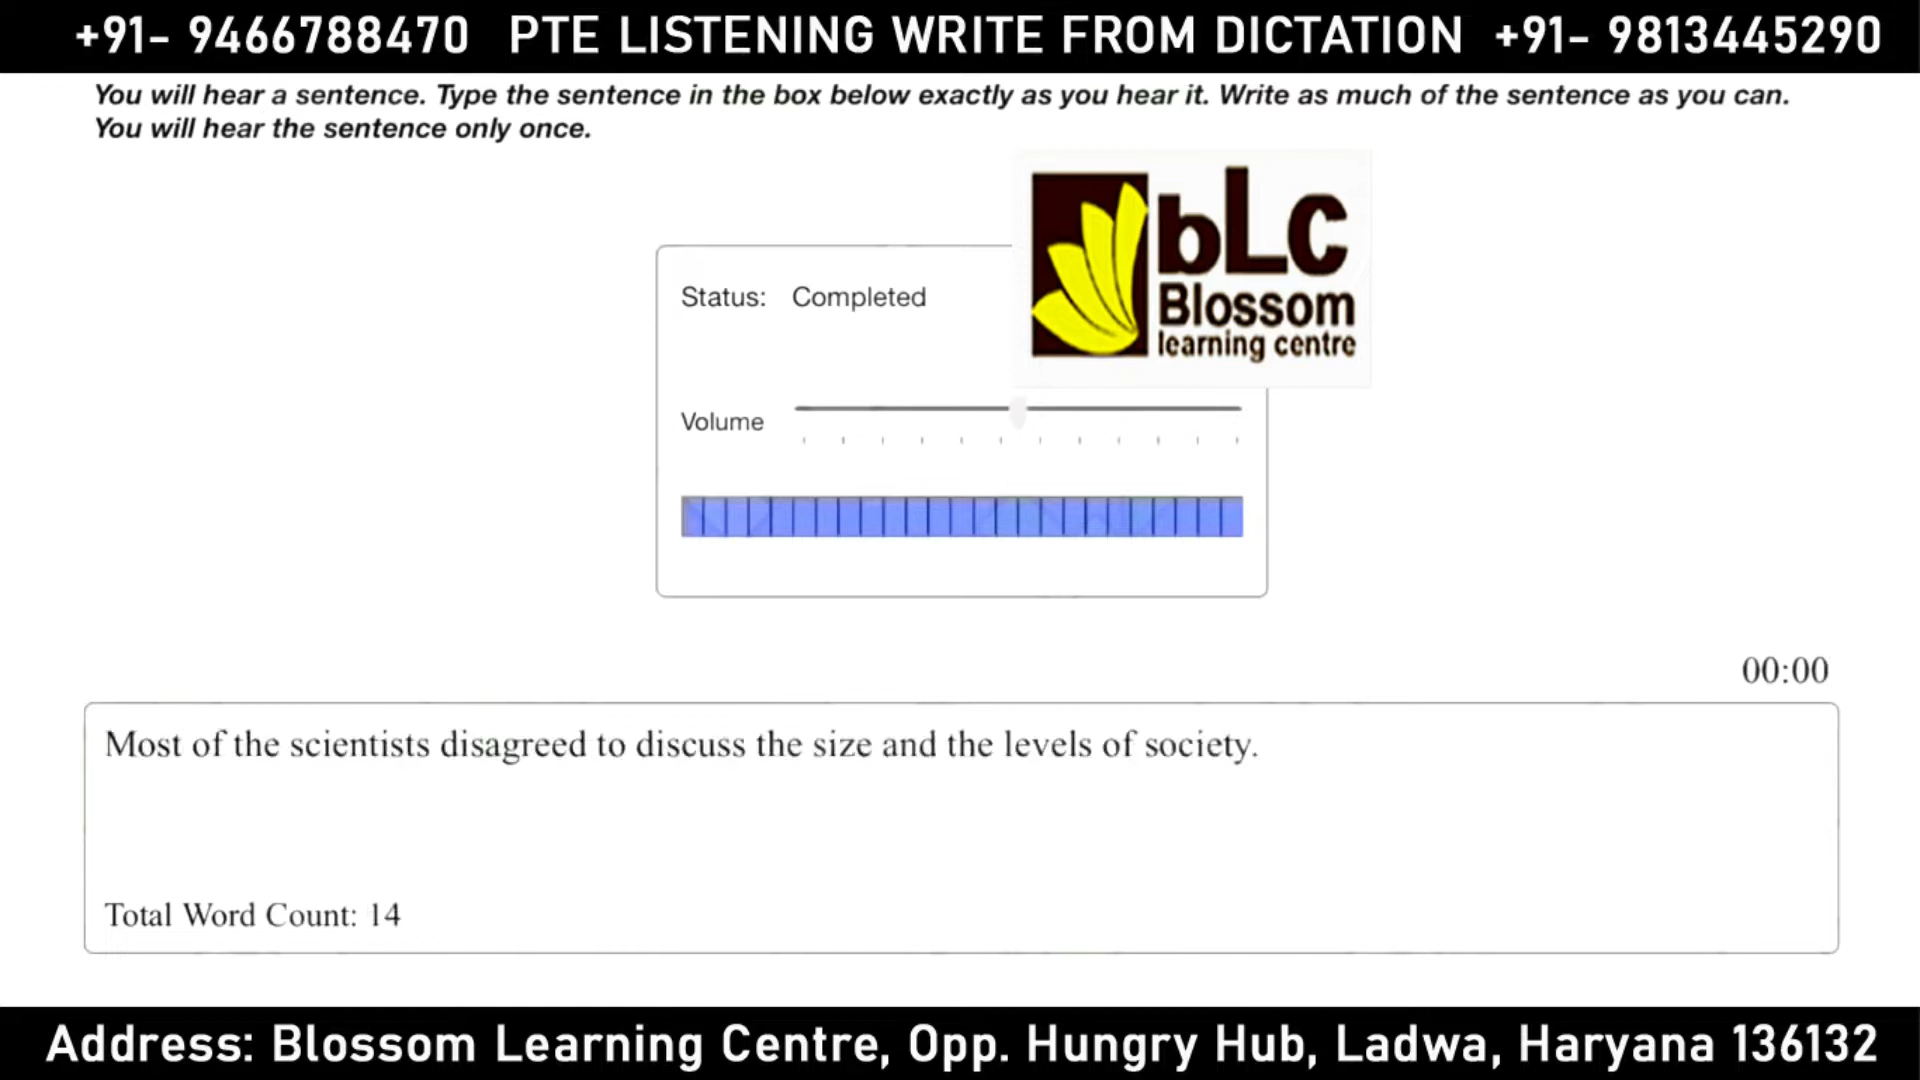 +91- 9466788470 PTE LISTENING WRITE FROM DICTATION +91- 9813445290
You will hear a sentence. Type the sentence in the box below exactly as you hear it. Write as much of the sentence as you can.
You will hear the sentence only once.
bLc
Blossom
learning centre
Status: Completed
Volume
00:00
Most of the scientists disagreed to discuss the size and the levels of society.
Total Word Count: 14
Address: Blossom Learning Centre, Opp. Hungry Hub, Ladwa, Haryana 136132